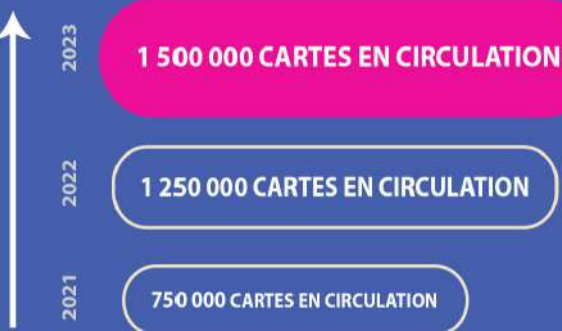 2023
1 500 000 CARTES EN CIRCULATION
2022
1 250 000 CARTES EN CIRCULATION
2021
750 000 CARTES EN CIRCULATION